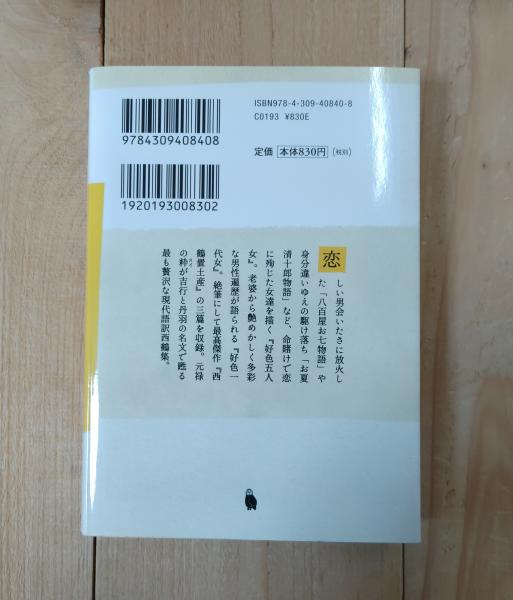 ISBN978-4-309-40840-8
C0193 ¥830E
定価 本体830円 (税別)
9784309408408
1920193008302
恋しい男会いたさに放火し
た「八百屋お七物語」や
身分違いゆえの駆け落ち「お夏
清十郎物語」など、命賭けで恋
に殉じた女達を描く『好色五人
女』。老婆から艶めかしく多彩
な男性遍歴が語られる『好色一
代女』。絶筆にして最高傑作『西
鶴置土産』の三篇を収録。元禄
の粋が吉行と丹羽の名文で甦る
最も贅沢な現代語訳西鶴集。